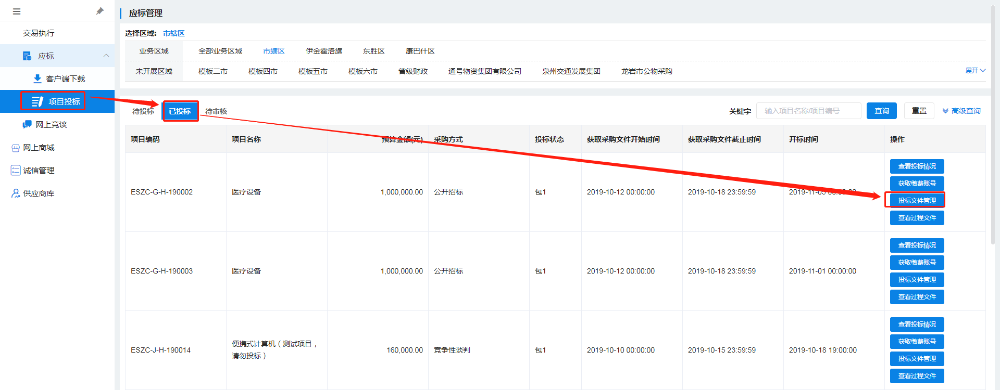 交易执行
应标
客户端下载
项目投标
网上竞谈
网上商城
诚信管理
供应商库
应标管理
选择区域: 市辖区
业务区域 全部业务区域 市辖区 伊金霍洛旗 东胜区 康巴什区
未开展区域 模板二市 模板四市 模板五市 模板六市 省级财政 通号物资集团有限公司 泉州交通发展集团 龙岩市公物采购 展开
待投标 已投标 待审核 关键字 输入项目名称/项目编号 查询 重置 高级查询
项目编码 项目名称 预算金额(元) 采购方式 投标状态 获取采购文件开始时间 获取采购文件截止时间 开标时间 操作
ESZC-G-H-190002 医疗设备 1,000,000.00 公开招标 包1 2019-10-12 00:00:00 2019-10-18 23:59:59 2019-11-05 00:00:00
查看投标情况
获取缴费账号
投标文件管理
查看过程文件
ESZC-G-H-190003 医疗设备 1,000,000.00 公开招标 包1 2019-10-12 00:00:00 2019-10-18 23:59:59 2019-11-01 00:00:00
查看投标情况
获取缴费账号
投标文件管理
查看过程文件
ESZC-J-H-190014 便携式计算机（测试项目，
请勿投标） 160,000.00 竞争性谈判 包1 2019-10-10 00:00:00 2019-10-15 23:59:59 2019-10-18 19:00:00
查看投标情况
获取缴费账号
投标文件管理
查看过程文件